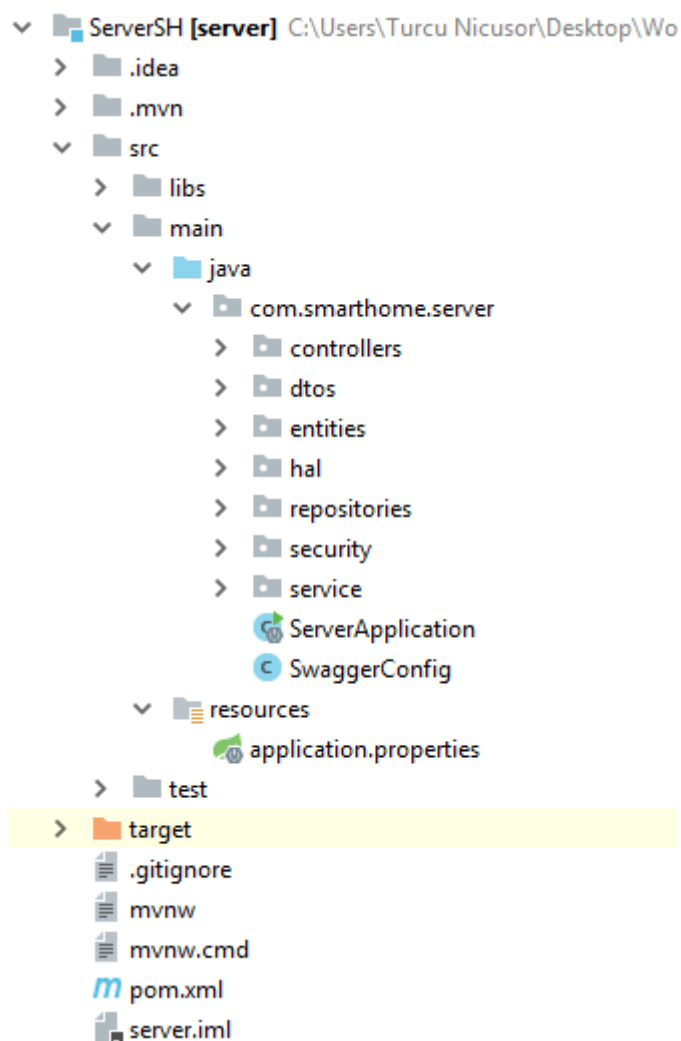 ServerSH [server] C:\Users\Turcu Nicusor\Desktop\Wo
.idea
.mvn
src
libs
main
java
com.smarthome.server
controllers
dtos
entities
hal
repositories
security
service
ServerApplication
C SwaggerConfig
resources
application.properties
test
target
.gitignore
mvnw
mvnw.cmd
m pom.xml
server.iml